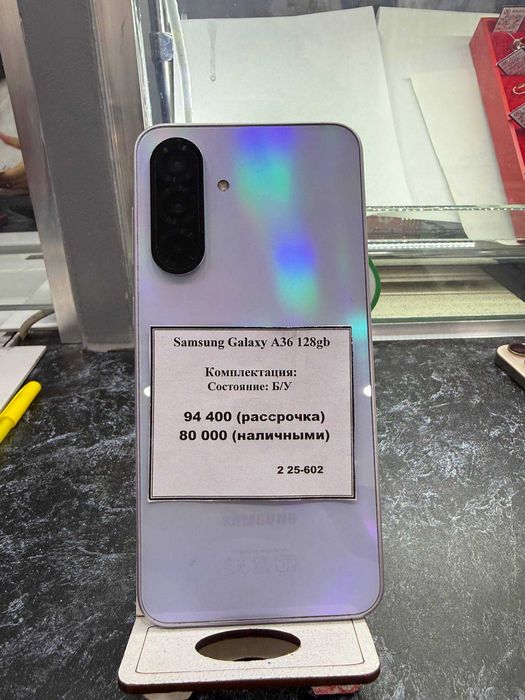 Samsung Galaxy A36 128gb
Комплектация:
Состояние: Б/У
94 400 (рассрочка)
80 000 (наличными)
2 25-602
SAMSUNG